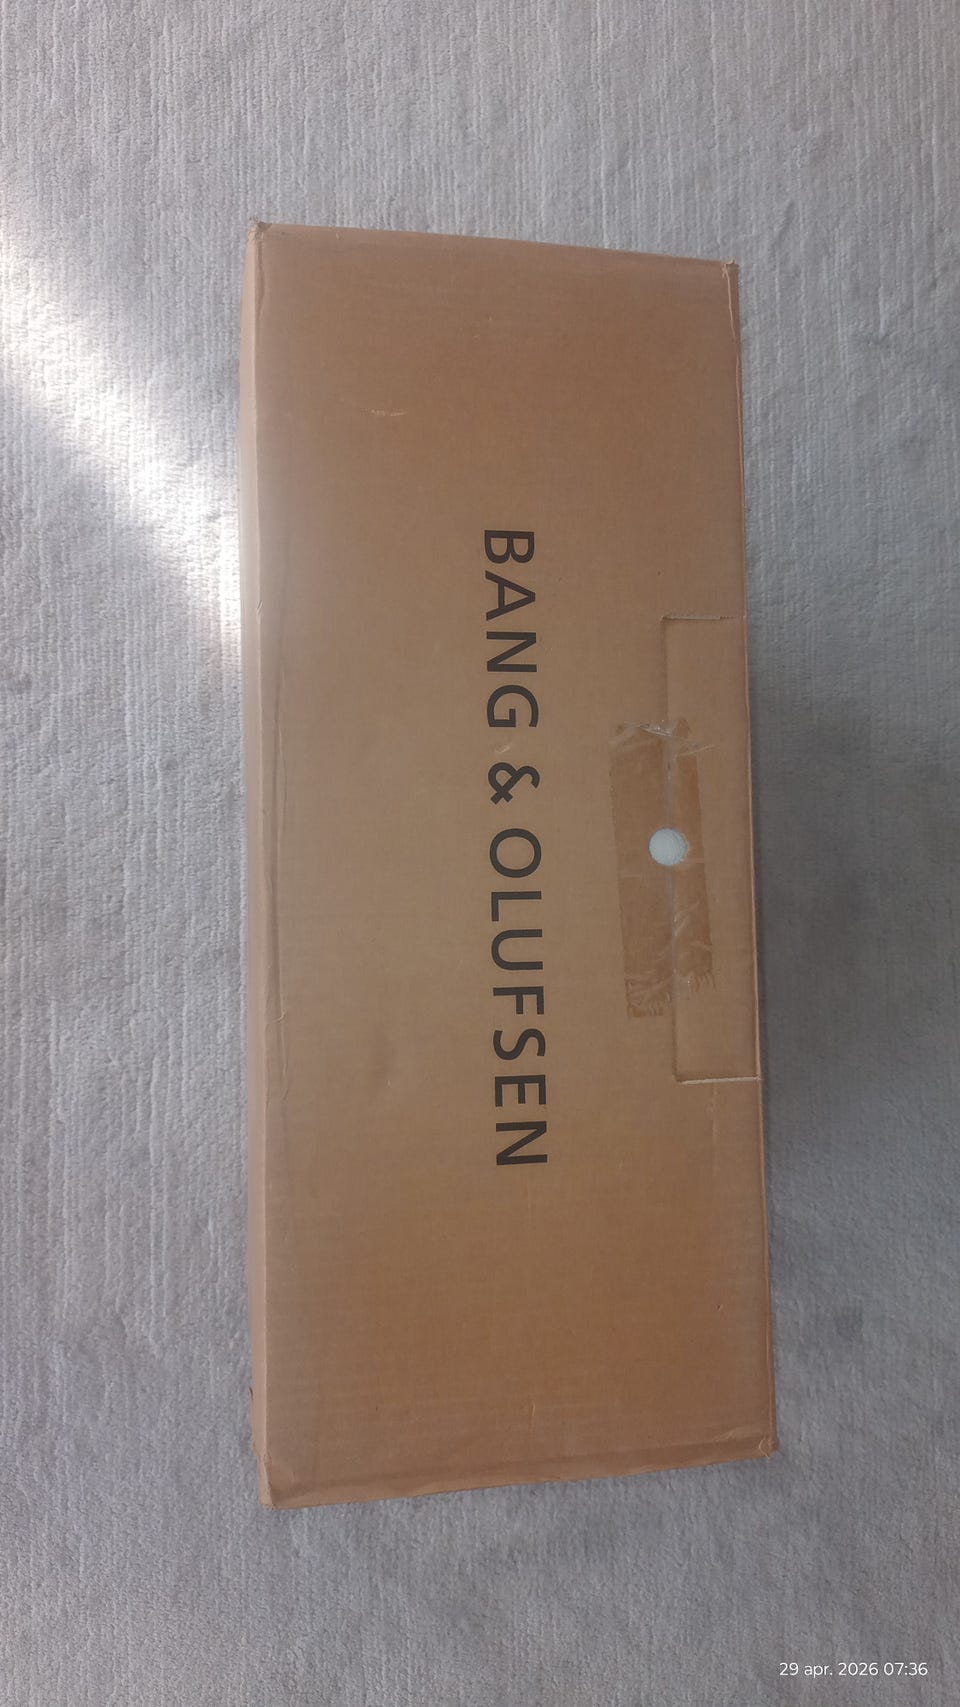 BANG & OLUFSEN
29 apr. 2026 07:36